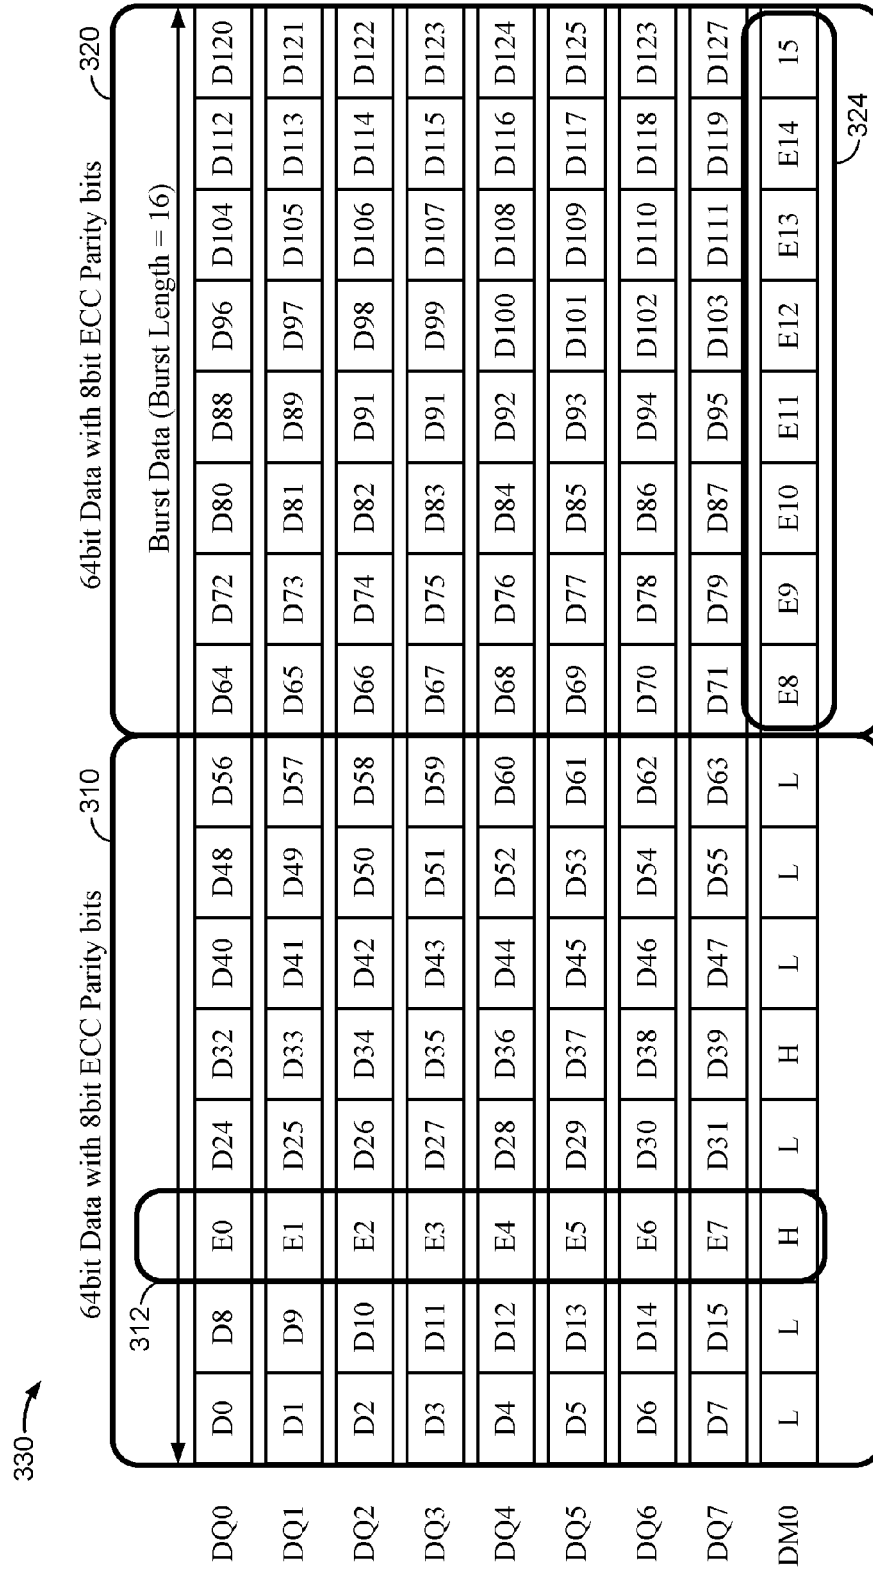 330
64bit Data with 8bit ECC Parity bits 310
64bit Data with 8bit ECC Parity bits 320
312
Burst Data (Burst Length = 16)
DQ0 D0 D8 E0 D24 D32 D40 D48 D56 D64 D72 D80 D88 D96 D104 D112 D120
DQ1 D1 D9 E1 D25 D33 D41 D49 D57 D65 D73 D81 D89 D97 D105 D113 D121
DQ2 D2 D10 E2 D26 D34 D42 D50 D58 D66 D74 D82 D91 D98 D106 D114 D122
DQ3 D3 D11 E3 D27 D35 D43 D51 D59 D67 D75 D83 D91 D99 D107 D115 D123
DQ4 D4 D12 E4 D28 D36 D44 D52 D60 D68 D76 D84 D92 D100 D108 D116 D124
DQ5 D5 D13 E5 D29 D37 D45 D53 D61 D69 D77 D85 D93 D101 D109 D117 D125
DQ6 D6 D14 E6 D30 D38 D46 D54 D62 D70 D78 D86 D94 D102 D110 D118 D123
DQ7 D7 D15 E7 D31 D39 D47 D55 D63 D71 D79 D87 D95 D103 D111 D119 D127
DM0 L L H L H L L L E8 E9 E10 E11 E12 E13 E14 15
324